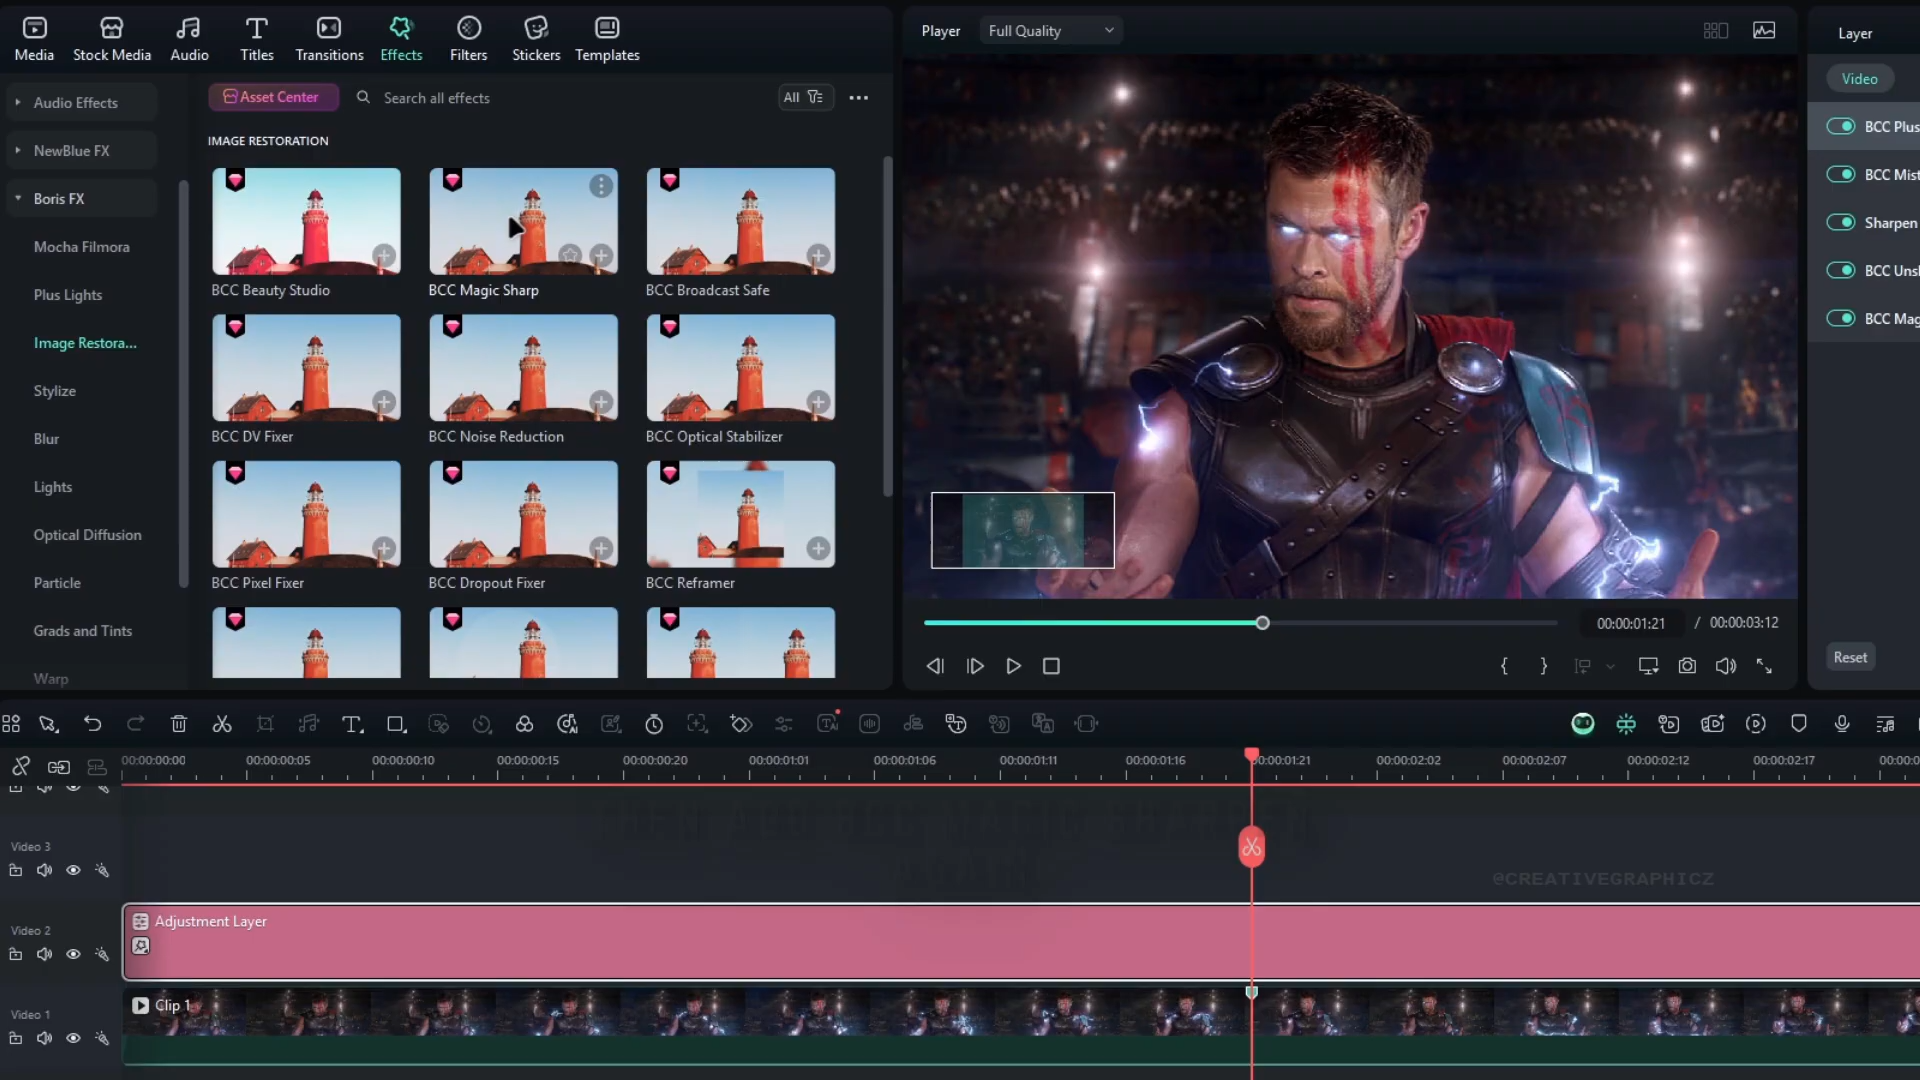 Media
Stock Media
Audio
Titles
Transitions
Effects
Filters
Stickers
Templates
Audio Effects
NewBlue FX
Boris FX
Mocha Filmora
Plus Lights
Image Restora...
Stylize
Blur
Lights
Optical Diffusion
Particle
Grads and Tints
Warp
Asset Center
Search all effects
All
IMAGE RESTORATION
BCC Beauty Studio
BCC Magic Sharp
BCC Broadcast Safe
BCC DV Fixer
BCC Noise Reduction
BCC Optical Stabilizer
BCC Pixel Fixer
BCC Dropout Fixer
BCC Reframer
Player
Full Quality
00:00:01:21 / 00:00:03:12
Layer
Video
BCC Plus
BCC Mist
Sharpen
BCC Uns
BCC Mag
Reset
00:00:00:00
00:00:00:05
00:00:00:10
00:00:00:15
00:00:00:20
00:00:01:01
00:00:01:06
00:00:01:11
00:00:01:16
00:00:01:21
00:00:02:02
00:00:02:07
00:00:02:12
00:00:02:17
00:00:0
Video 3
@CREATIVEGRAPHICZ
Video 2
Adjustment Layer
Video 1
Clip 1